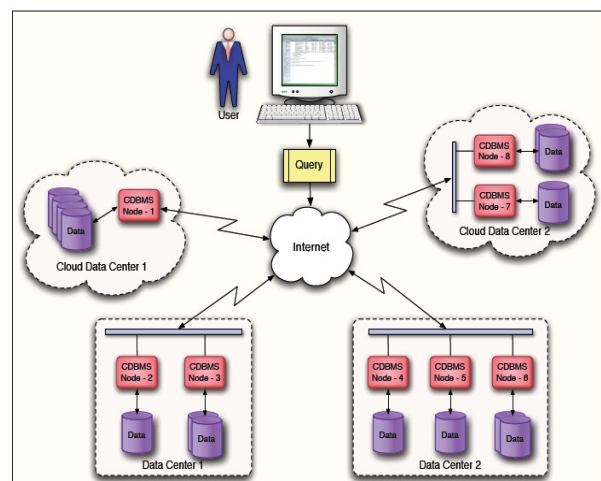 User
Query
Internet
CDBMS
Node - 1
Data
Cloud Data Center 1
CDBMS
Node - 8
Data
CDBMS
Node - 7
Data
Cloud Data Center 2
CDBMS
Node - 2
CDBMS
Node - 3
Data
Data
Data Center 1
CDBMS
Node - 4
CDBMS
Node - 5
CDBMS
Node - 6
Data
Data
Data
Data Center 2